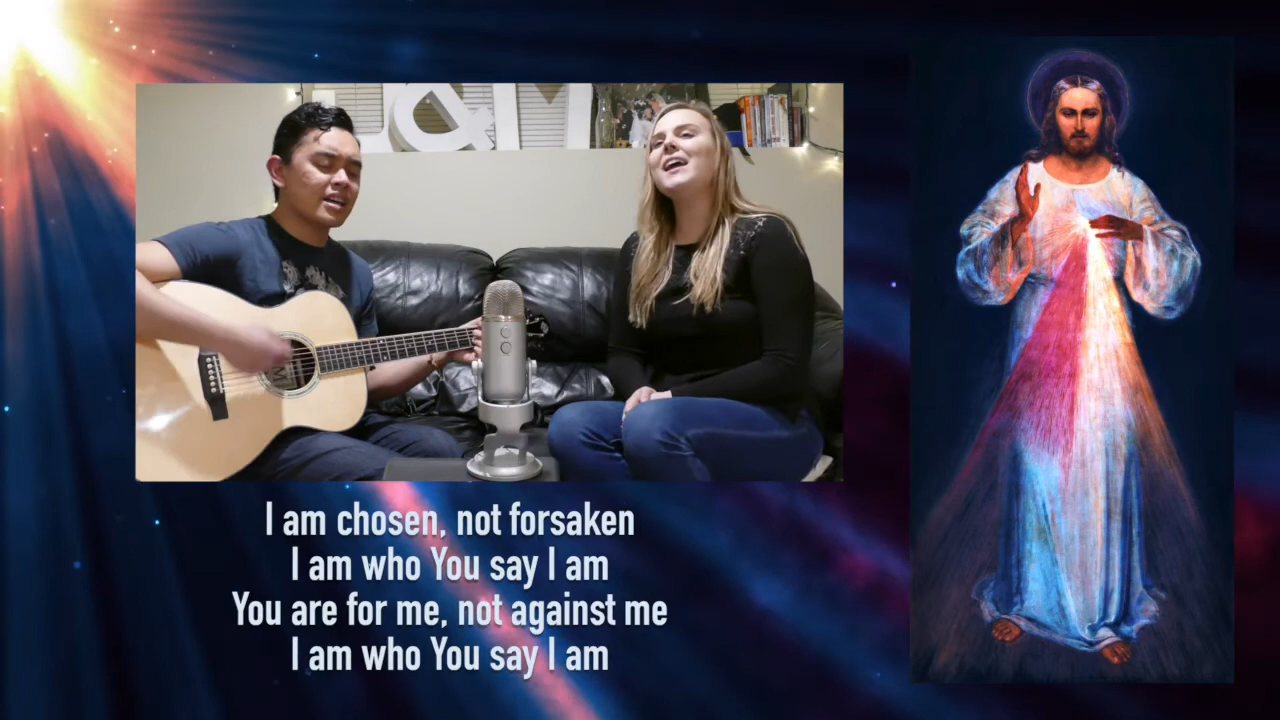 &
I am chosen, not forsaken
I am who You say I am
You are for me, not against me
I am who You say I am